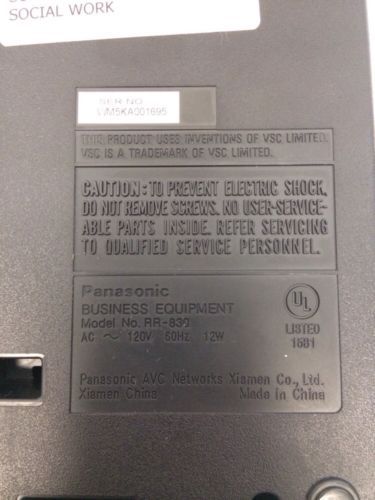 SOCIAL WORK
SER.NO.
THIS PRODUCT USES INVENTIONS OF VSC LIMITED.
VSC IS A TRADEMARK OF VSC LIMITED.
CAUTION: TO PREVENT ELECTRIC SHOCK,
DO NOT REMOVE SCREWS. NO USER-SERVICE-
ABLE PARTS INSIDE. REFER SERVICING
TO QUALIFIED SERVICE PERSONNEL.
Panasonic
BUSINESS EQUIPMENT
Model No. RR-830
AC ~ 120V 60Hz 12W
UL
LISTED
16B1
Panasonic AVC Networks Xiamen Co., Ltd.
Xiamen China Made in China